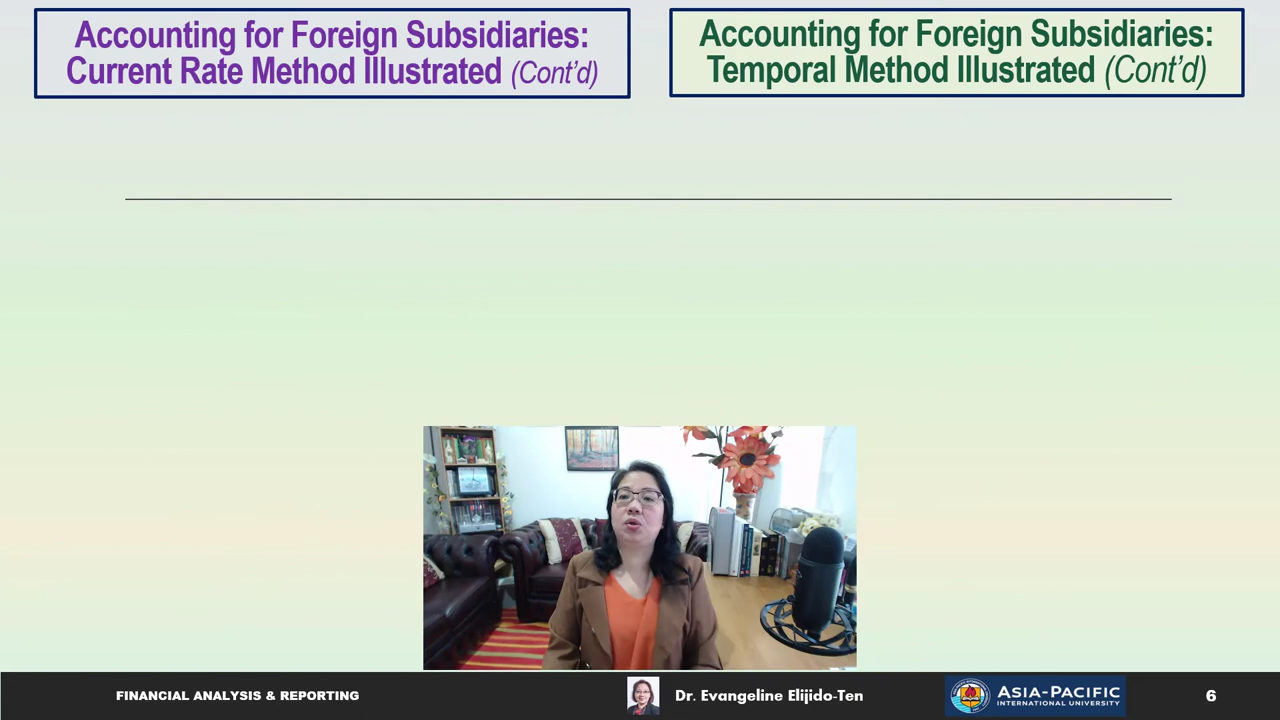 Accounting for Foreign Subsidiaries:
Current Rate Method Illustrated (Cont'd)
Accounting for Foreign Subsidiaries:
Temporal Method Illustrated (Cont'd)
FINANCIAL ANALYSIS & REPORTING
Dr. Evangeline Elijido-Ten
ASIA-PACIFIC
INTERNATIONAL UNIVERSITY
6